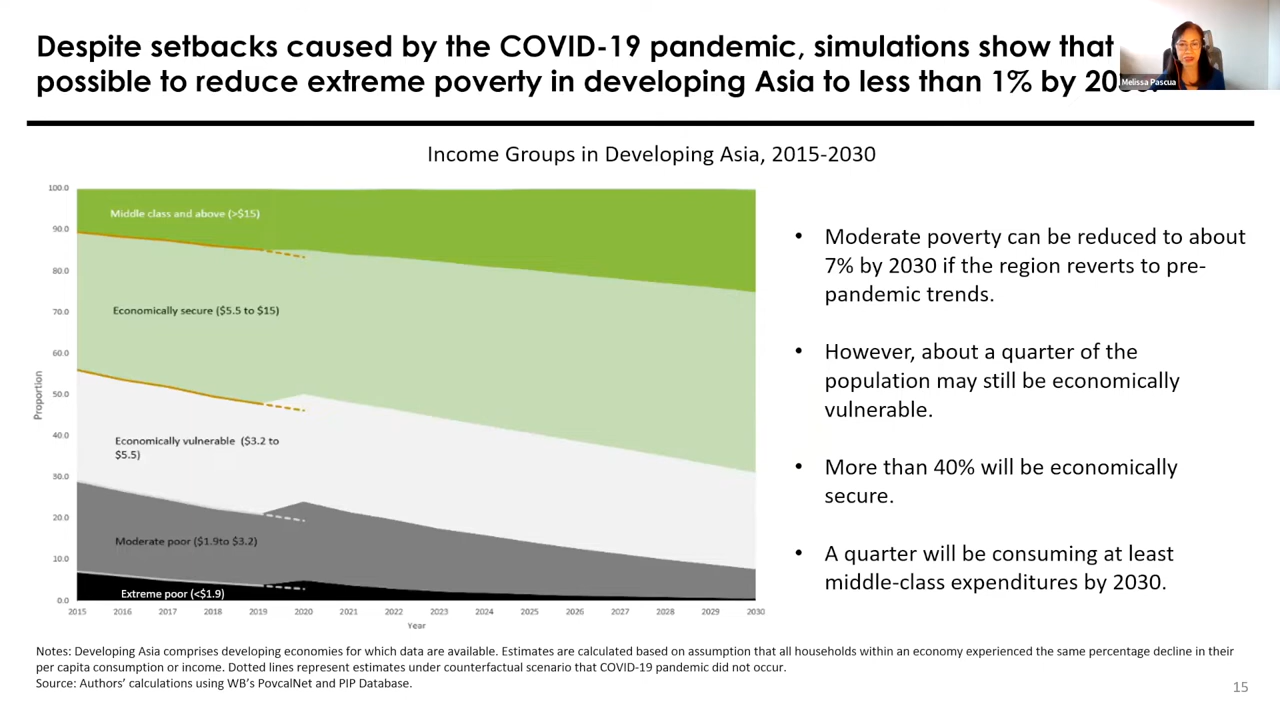 Despite setbacks caused by the COVID-19 pandemic, simulations show that
possible to reduce extreme poverty in developing Asia to less than 1% by
Melissa Pascua
Income Groups in Developing Asia, 2015-2030
100.0
90.0
80.0
70.0
60.0
50.0
40.0
30.0
20.0
10.0
0.0
Proportion
Middle class and above (>$15)
Economically secure ($5.5 to $15)
Economically vulnerable ($3.2 to
$5.5)
Moderate poor ($1.9to $3.2)
Extreme poor (<$1.9)
2015 2016 2017 2018 2019 2020 2021 2022 2023 2024 2025 2026 2027 2028 2029 2030
Year
• Moderate poverty can be reduced to about
7% by 2030 if the region reverts to pre-
pandemic trends.
• However, about a quarter of the
population may still be economically
vulnerable.
• More than 40% will be economically
secure.
• A quarter will be consuming at least
middle-class expenditures by 2030.
Notes: Developing Asia comprises developing economies for which data are available. Estimates are calculated based on assumption that all households within an economy experienced the same percentage decline in their
per capita consumption or income. Dotted lines represent estimates under counterfactual scenario that COVID-19 pandemic did not occur.
Source: Authors' calculations using WB's PovcalNet and PIP Database.
15